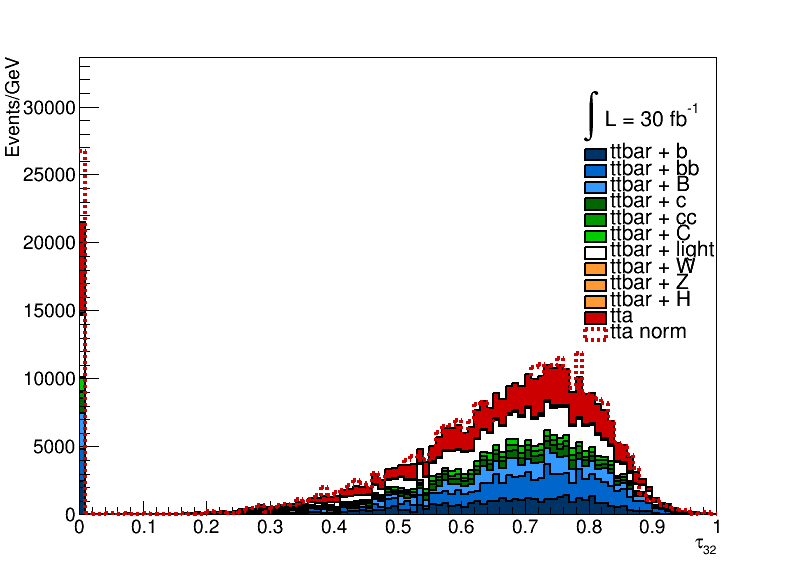 Events/GeV
30000
25000
20000
15000
10000
5000
0
∫ L = 30 fb-1
ttbar + b
ttbar + bb
ttbar + B
ttbar + c
ttbar + cc
ttbar + C
ttbar + light
ttbar + W
ttbar + Z
ttbar + H
tta
tta norm
0 0.1 0.2 0.3 0.4 0.5 0.6 0.7 0.8 0.9 1
τ32